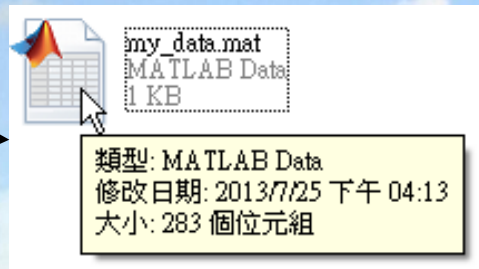 my_data.mat
MATLAB Data
1 KB
類型: MATLAB Data
修改日期: 2013/7/25 下午 04:13
大小: 283 個位元組